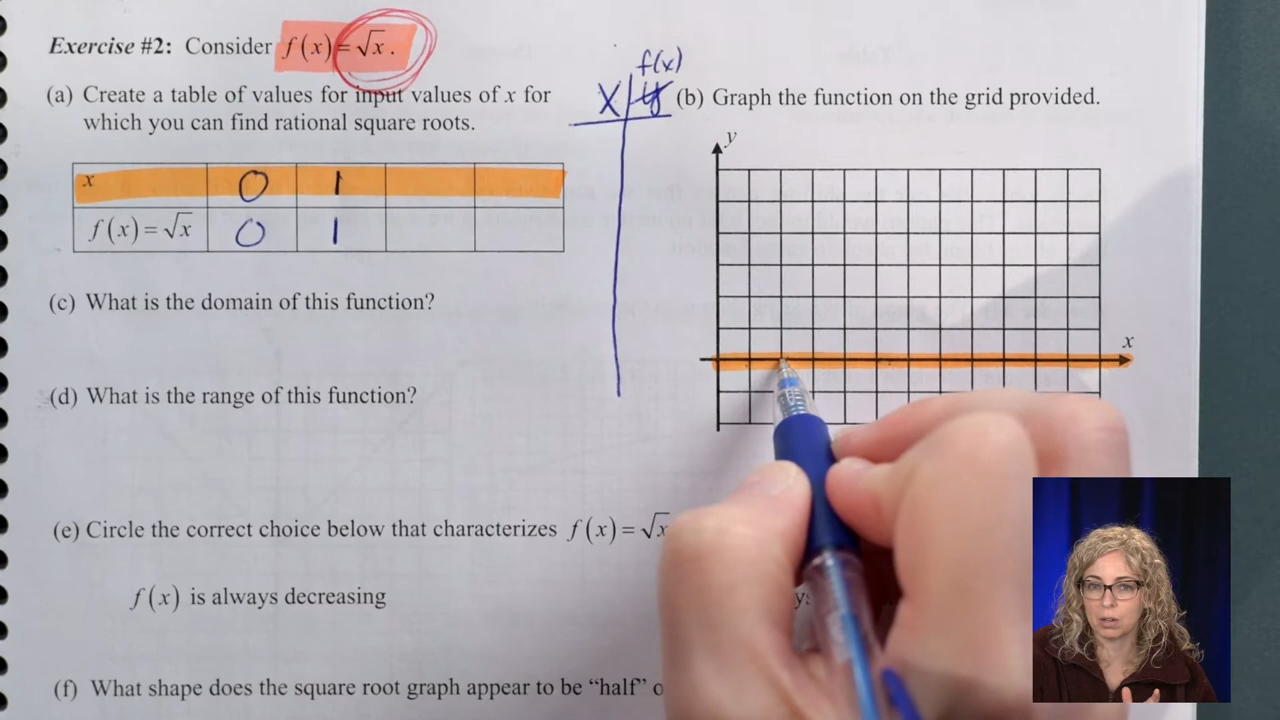 Exercise #2: Consider f(x)=√x.
(a) Create a table of values for input values of x for
which you can find rational square roots.
x 0 1
f(x)=√x 0 1
f(x)
X y
(b) Graph the function on the grid provided.
y
x
(c) What is the domain of this function?
(d) What is the range of this function?
(e) Circle the correct choice below that characterizes f(x)=√x
f(x) is always decreasing
(f) What shape does the square root graph appear to be “half”